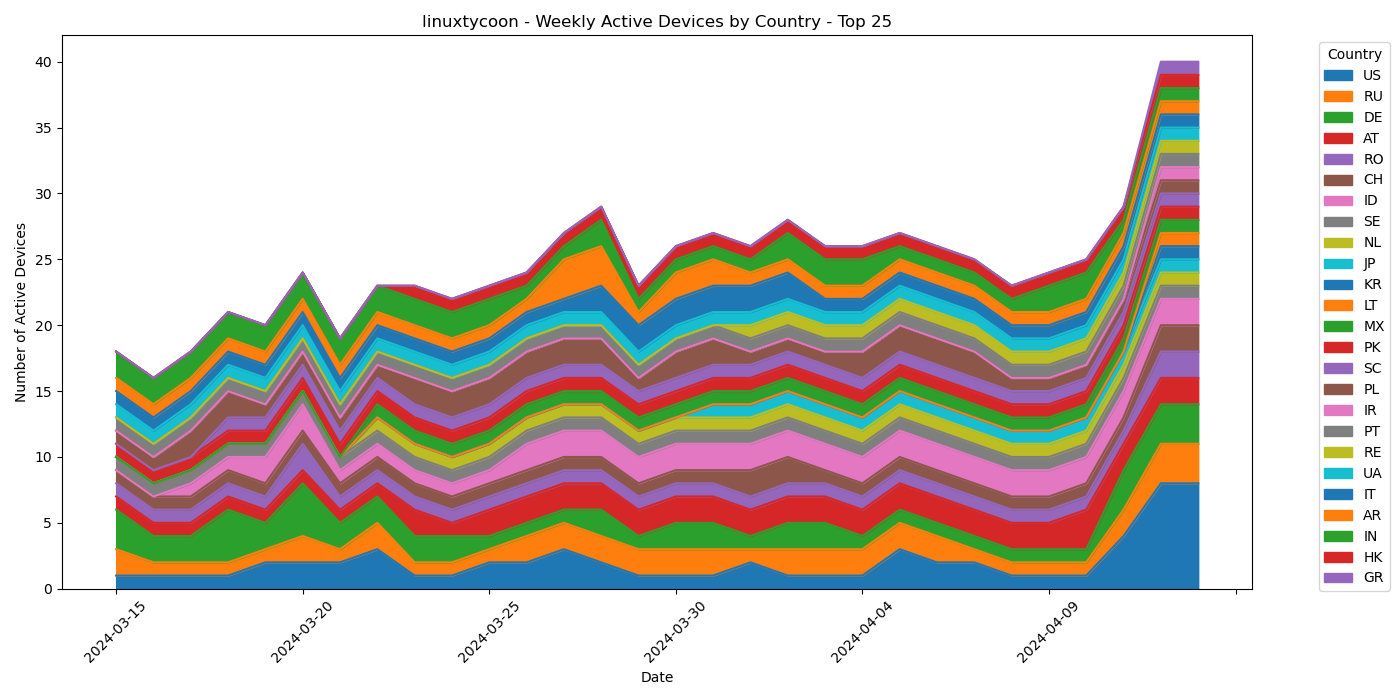 linuxtycoon - Weekly Active Devices by Country - Top 25
Number of Active Devices
40
35
30
25
20
15
10
5
0
2024-03-15
2024-03-20
2024-03-25
2024-03-30
2024-04-04
2024-04-09
Date
Country
US
RU
DE
AT
RO
CH
ID
SE
NL
JP
KR
LT
MX
PK
SC
PL
IR
PT
RE
UA
IT
AR
IN
HK
GR